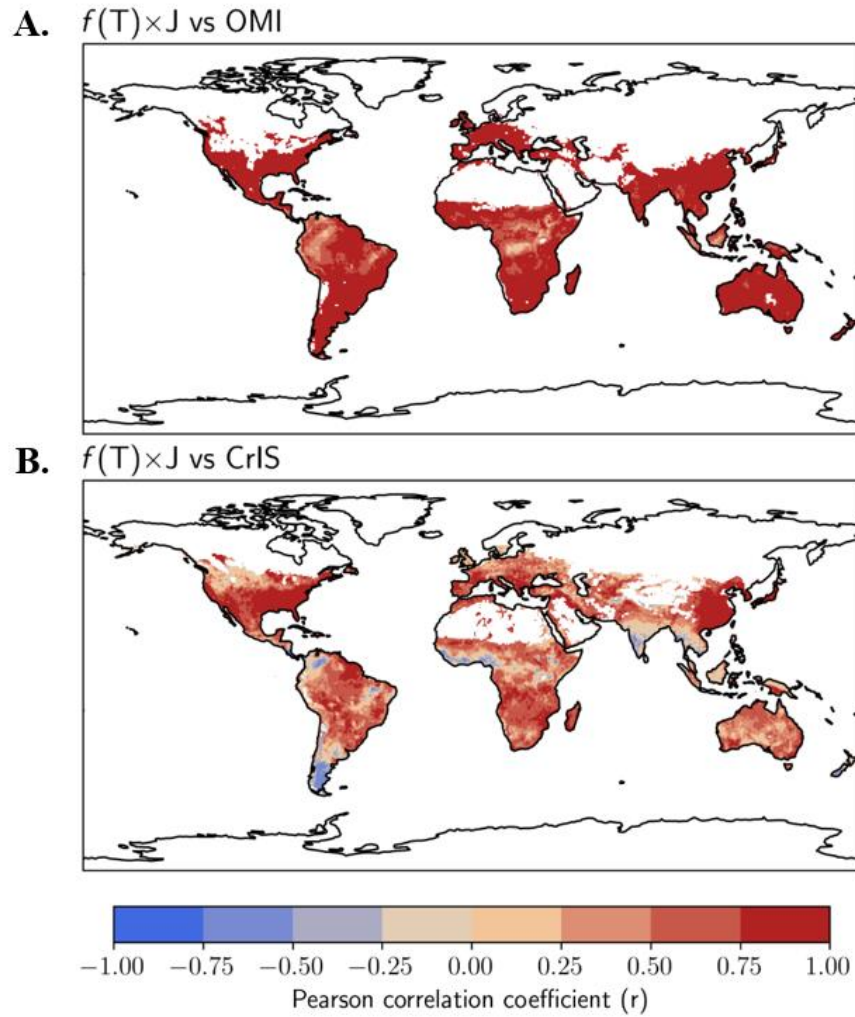 A. f(T)×J vs OMI
B. f(T)×J vs CrIS
−1.00 −0.75 −0.50 −0.25 0.00 0.25 0.50 0.75 1.00
Pearson correlation coefficient (r)